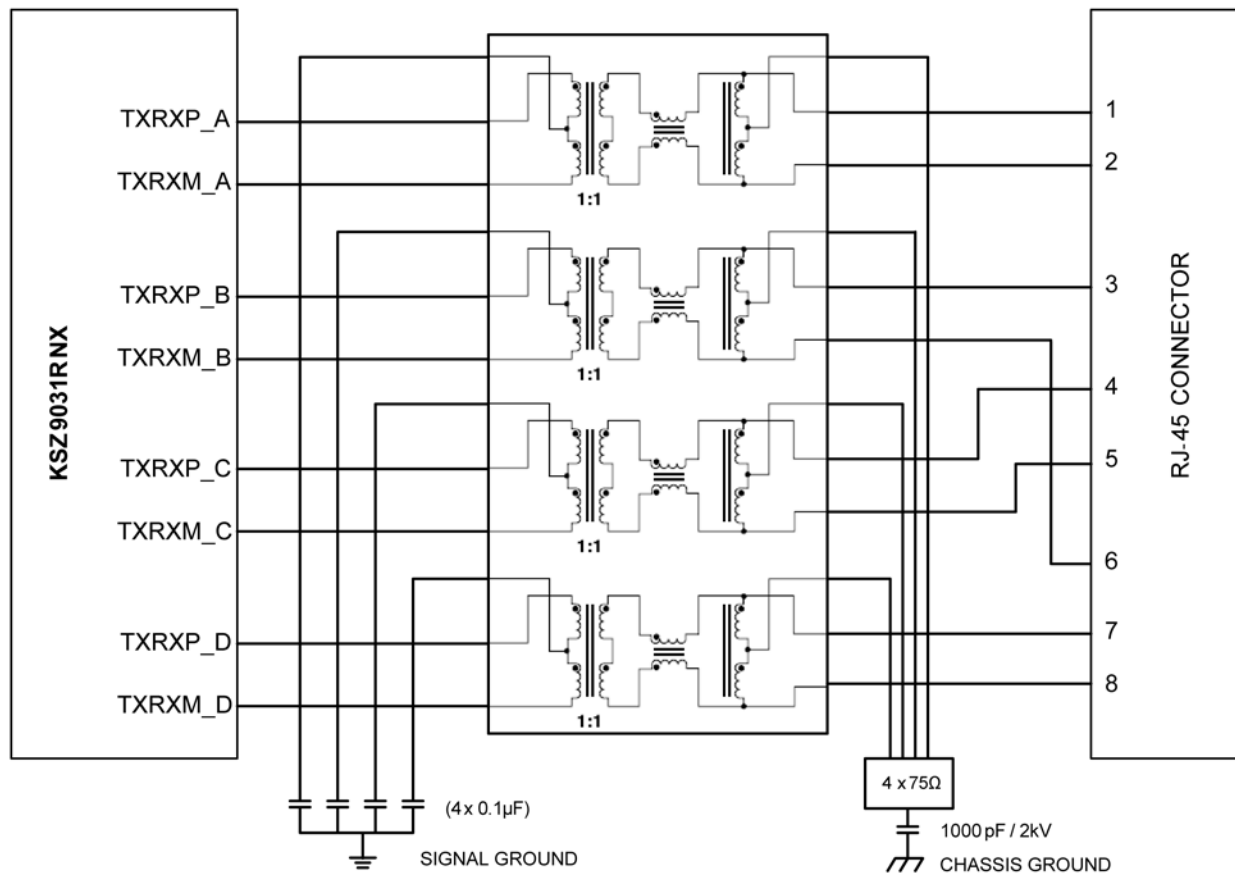 KSZ9031RNX
TXRXP_A
TXRXM_A
TXRXP_B
TXRXM_B
TXRXP_C
TXRXM_C
TXRXP_D
TXRXM_D
1:1
1:1
1:1
1:1
1
2
3
4
5
6
7
8
RJ-45 CONNECTOR
(4x 0.1µF)
SIGNAL GROUND
4 x 75Ω
1000 pF / 2kV
CHASSIS GROUND